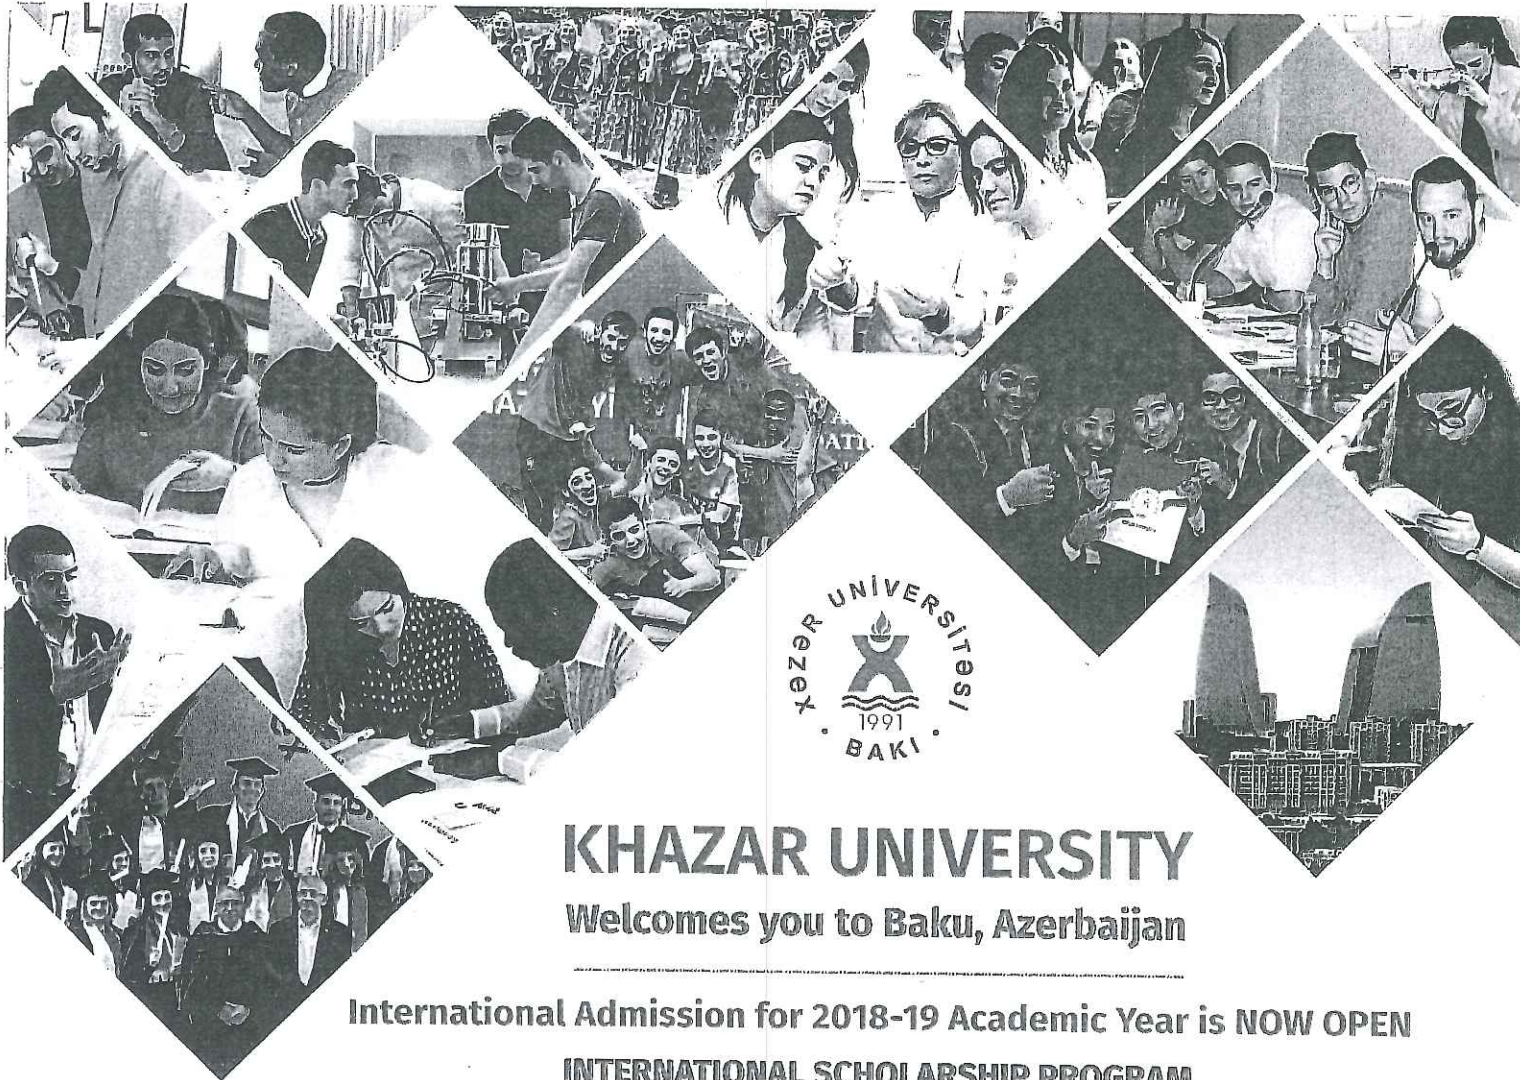 XƏZƏR UNİVERSİTƏSİ
1991
• BAKI •
KHAZAR UNIVERSITY
Welcomes you to Baku, Azerbaijan
International Admission for 2018-19 Academic Year is NOW OPEN
INTERNATIONAL SCHOLARSHIP PROGRAM